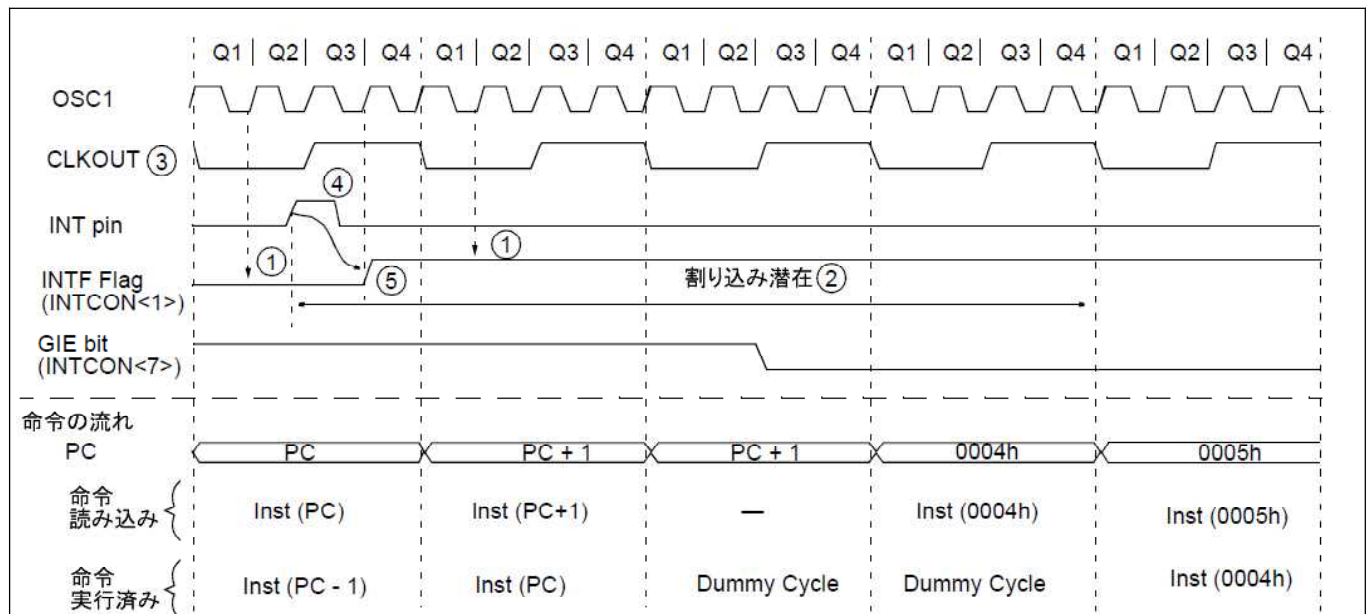 Q1 | Q2 | Q3 | Q4 Q1 | Q2 | Q3 | Q4 Q1 | Q2 | Q3 | Q4 Q1 | Q2 | Q3 | Q4 Q1 | Q2 | Q3 | Q4
OSC1
CLKOUT ③
④
INT pin
① ①
INTF Flag
(INTCON<1>)
⑤ 割り込み潜在 ②
GIE bit
(INTCON<7>)
命令の流れ
PC PC PC + 1 PC + 1 0004h 0005h
命令
読み込み Inst (PC) Inst (PC+1) — Inst (0004h) Inst (0005h)
命令
実行済み Inst (PC - 1) Inst (PC) Dummy Cycle Dummy Cycle Inst (0004h)